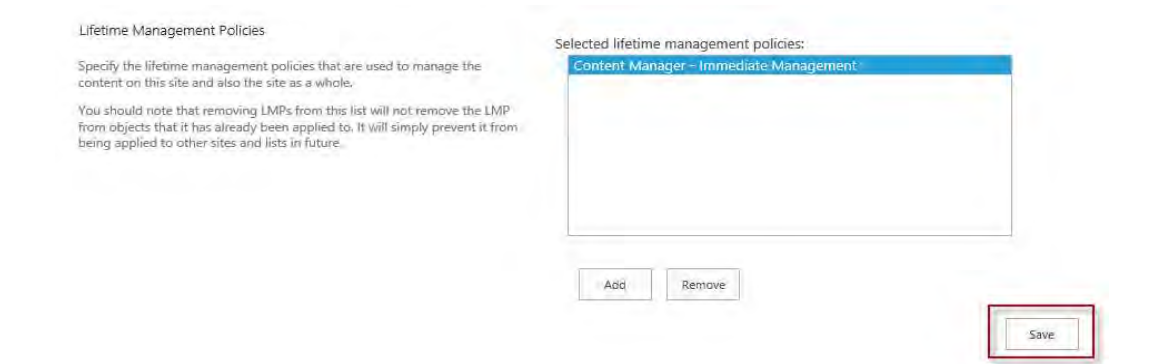 Lifetime Management Policies
Specify the lifetime management policies that are used to manage the
content on this site and also the site as a whole.
You should note that removing LMPs from this list will not remove the LMP
from objects that it has already been applied to. It will simply prevent it from
being applied to other sites and lists in future.
Selected lifetime management policies:
Content Manager - Immediate Management
Add
Remove
Save